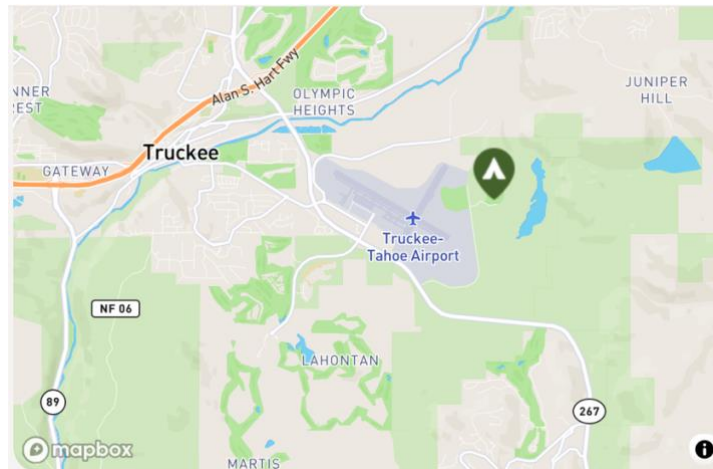 Alan S. Hart Fwy
NNER
REST
OLYMPIC
HEIGHTS
JUNIPER
HILL
Truckee
GATEWAY
Truckee-
Tahoe Airport
NF 06
LAHONTAN
89
267
mapbox
MARTIS
i